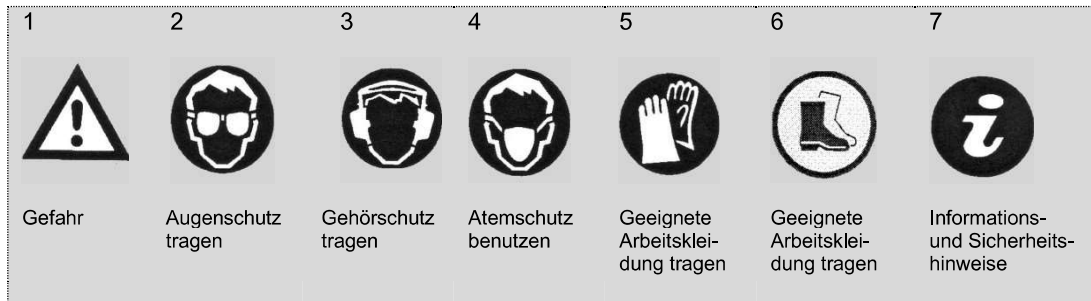 1 2 3 4 5 6 7
Gefahr
Augenschutz
tragen
Gehörschutz
tragen
Atemschutz
benutzen
Geeignete
Arbeitsklei-
dung tragen
Geeignete
Arbeitsklei-
dung tragen
Informations-
und Sicherheits-
hinweise